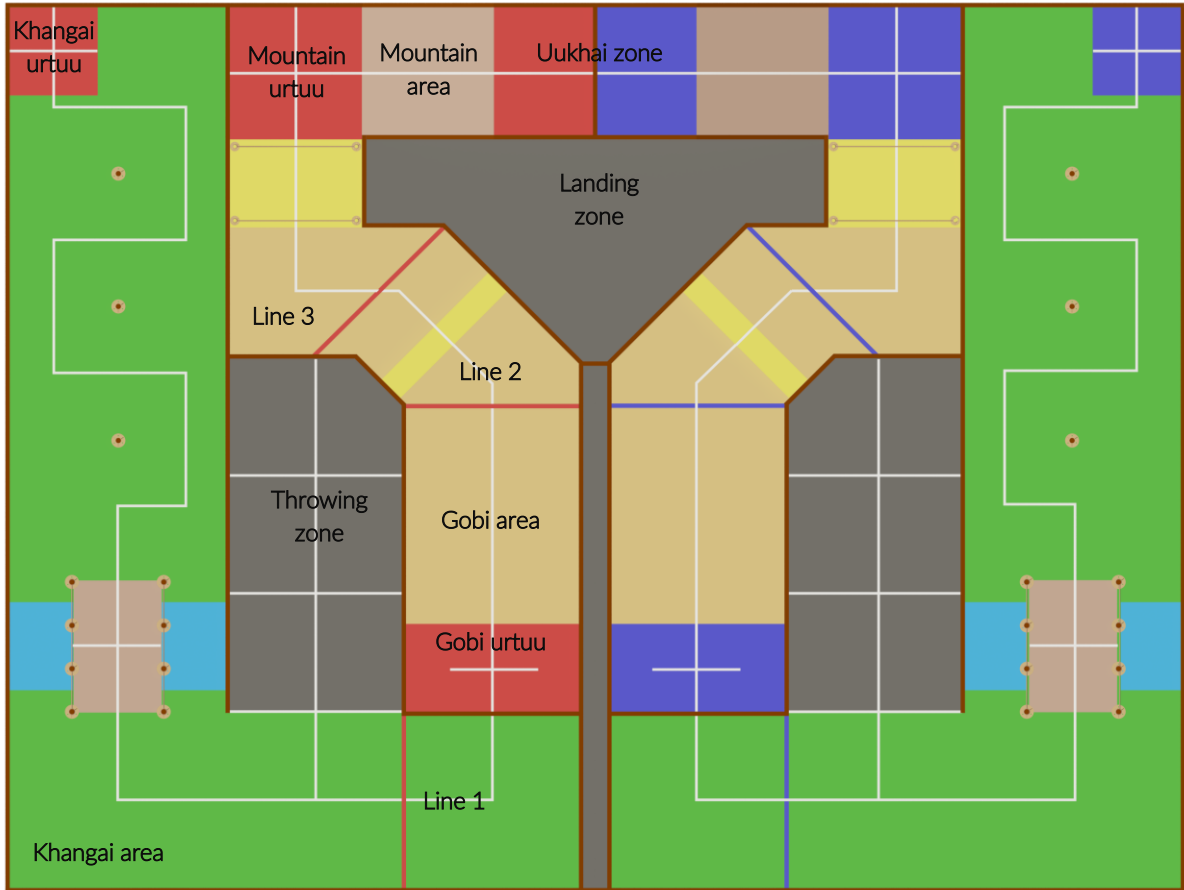 Khangai
urtuu
Mountain
urtuu
Mountain
area
Uukhai zone
Landing
zone
Line 3
Line 2
Throwing
zone
Gobi area
Gobi urtuu
Line 1
Khangai area